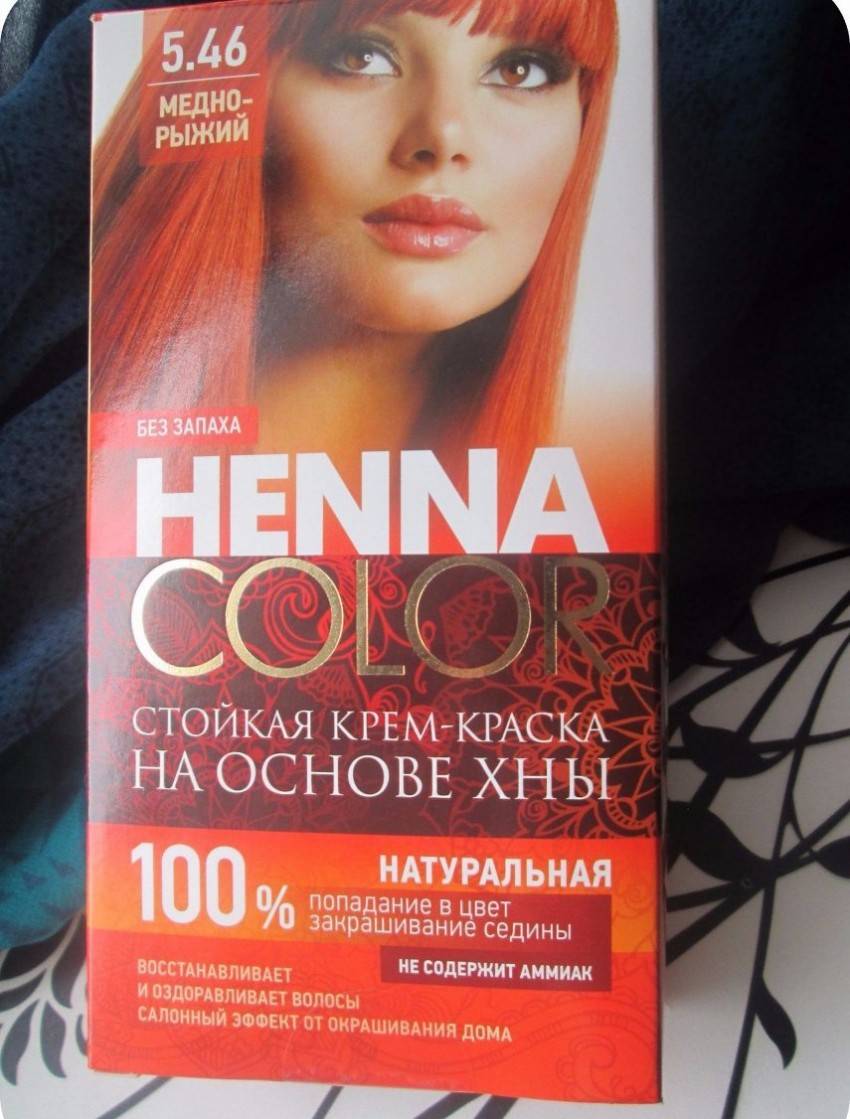 5.46
МЕДНО-
РЫЖИЙ
БЕЗ ЗАПАХА
HENNA
COLOR
СТОЙКАЯ КРЕМ-КРАСКА
НА ОСНОВЕ ХНЫ
НАТУРАЛЬНАЯ
100 % попадание в цвет
закрашивание седины
НЕ СОДЕРЖИТ АММИАК
ВОССТАНАВЛИВАЕТ
И ОЗДОРАВЛИВАЕТ ВОЛОСЫ
САЛОННЫЙ ЭФФЕКТ ОТ ОКРАШИВАНИЯ ДОМА